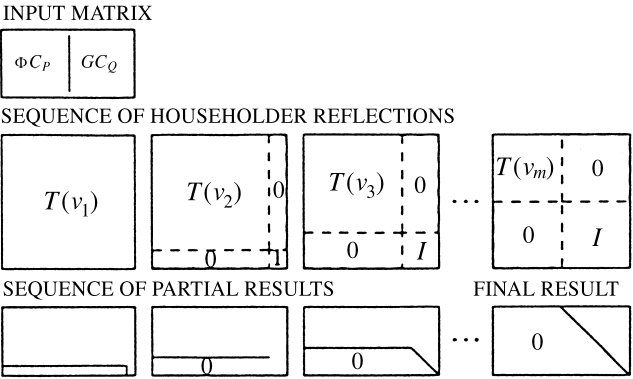 INPUT MATRIX
ΦC_P GC_Q
SEQUENCE OF HOUSEHOLDER REFLECTIONS
T(v_1) T(v_2) 0 0 1 T(v_3) 0 0 I ... T(v_m) 0 0 I
SEQUENCE OF PARTIAL RESULTS FINAL RESULT
0 0 ... 0